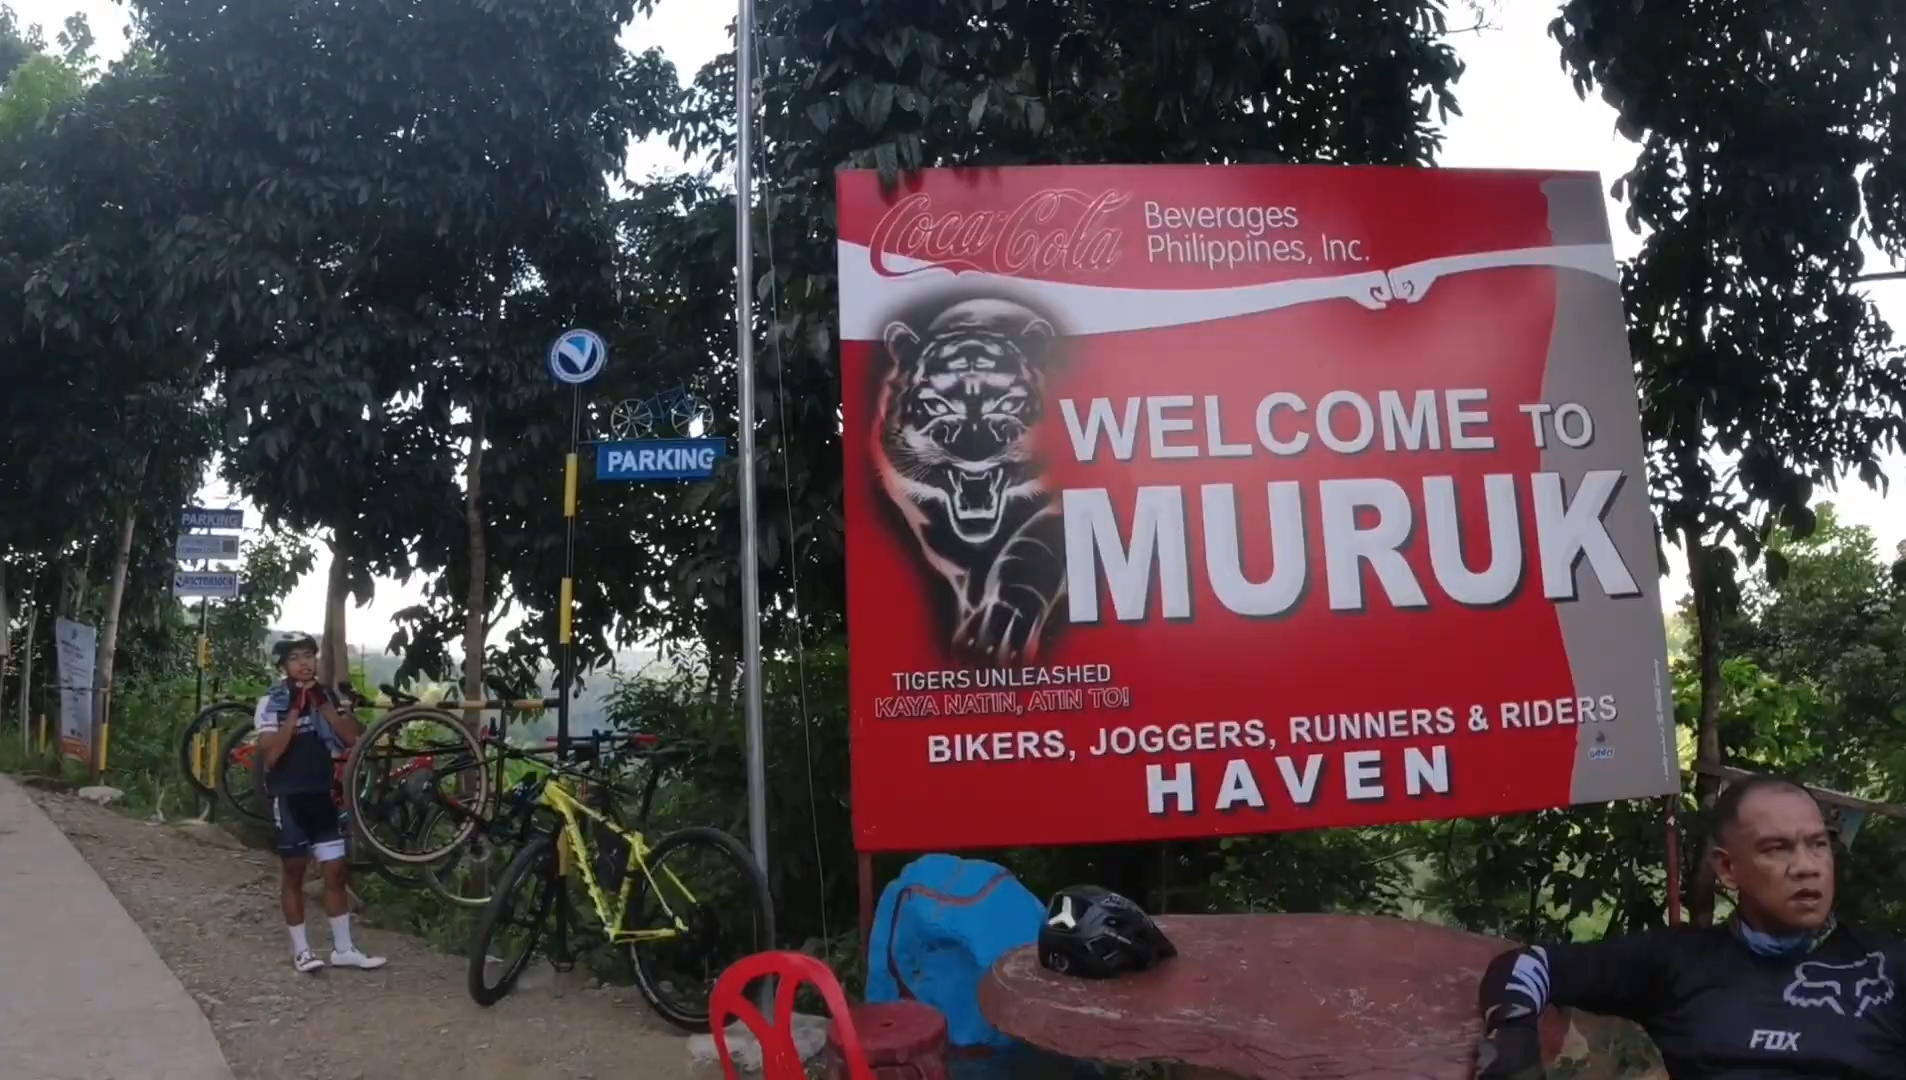 Coca-Cola Beverages
Philippines, Inc.
WELCOME TO
MURUK
TIGERS UNLEASHED
KAYA NATIN, ATIN TO!
BIKERS, JOGGERS, RUNNERS & RIDERS
HAVEN
PARKING
PARKING
VICTORIOUS
FOX